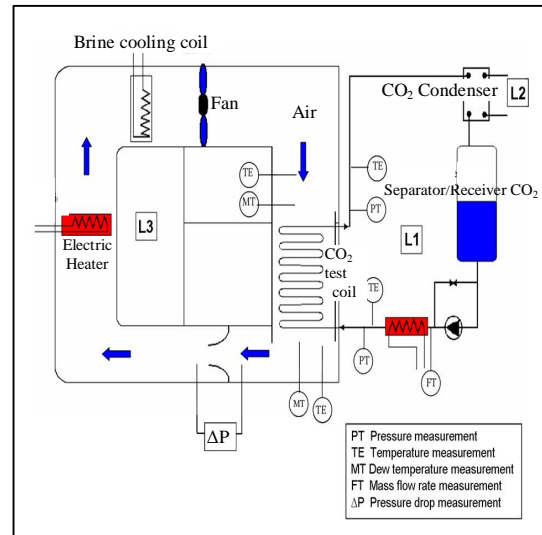 Brine cooling coil
Fan
Air
CO₂ Condenser
L2
TE
MT
TE
PT
Separator/Receiver CO₂
L3
L1
Electric
Heater
CO₂
test
coil
TE
PT
FT
MT
TE
ΔP
PT Pressure measurement
TE Temperature measurement
MT Dew temperature measurement
FT Mass flow rate measurement
ΔP Pressure drop measurement